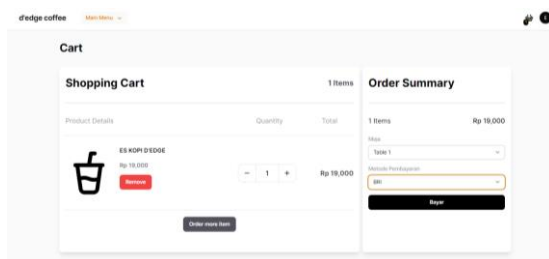 d'edge coffee
Main Menu
Cart
Shopping Cart
1 Items
Product Details
Quantity
Total
ES KOPI D'EDGE
Rp 19,000
Remove
- 1 +
Rp 19,000
Order more item
Order Summary
1 Items
Rp 19,000
Meja
Table 1
Metode Pembayaran
BRI
Bayar